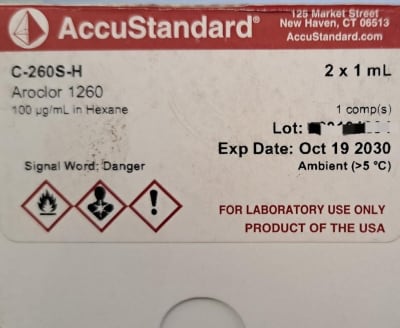 AccuStandard®
125 Market Street
New Haven, CT 06513
AccuStandard.com
C-260S-H
2 x 1 mL
Aroclor 1260
100 µg/mL in Hexane
1 comp(s)
Lot:
Exp Date: Oct 19 2030
Signal Word: Danger
Ambient (>5 °C)
FOR LABORATORY USE ONLY
PRODUCT OF THE USA